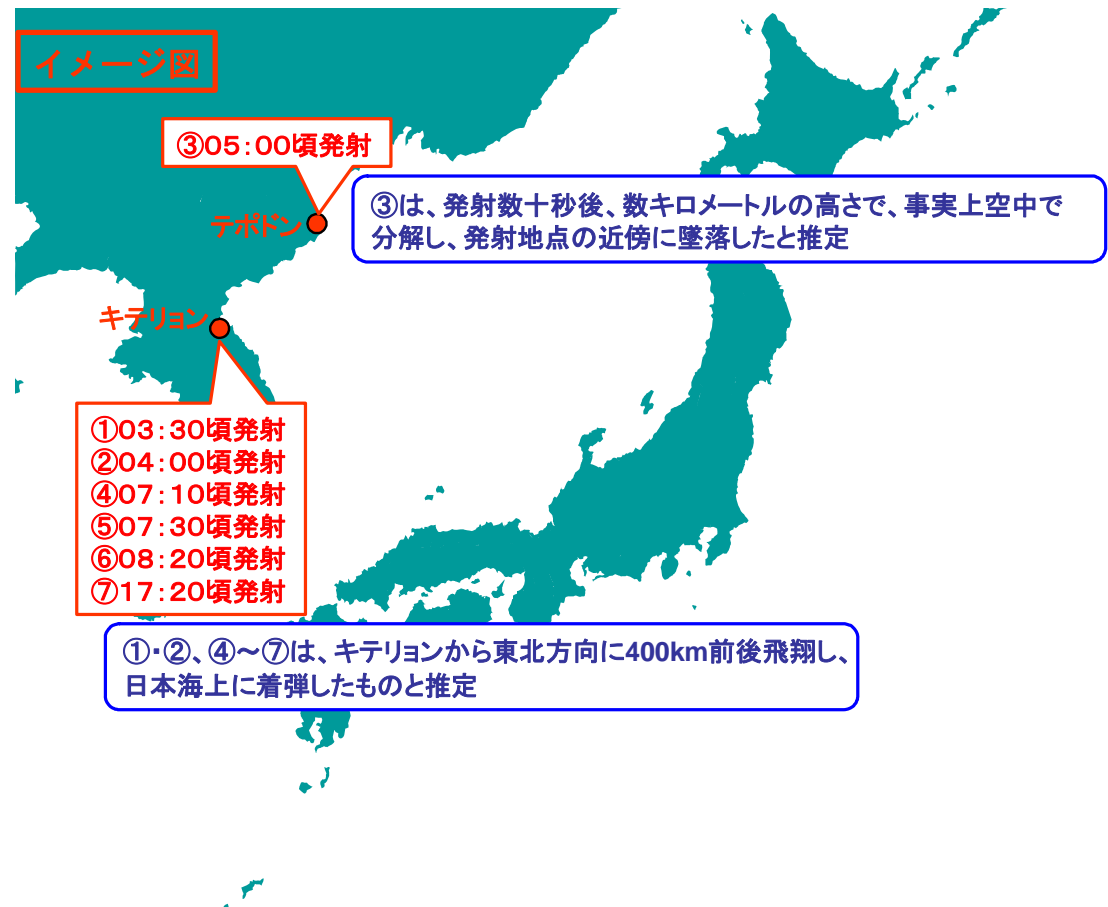 イメージ図
③05:00頃発射
③は、発射数十秒後、数キロメートルの高さで、事実上空中で
分解し、発射地点の近傍に墜落したと推定
テポドン
キテリョン
①03:30頃発射
②04:00頃発射
④07:10頃発射
⑤07:30頃発射
⑥08:20頃発射
⑦17:20頃発射
①・②、④～⑦は、キテリョンから東北方向に400km前後飛翔し、
日本海上に着弾したものと推定